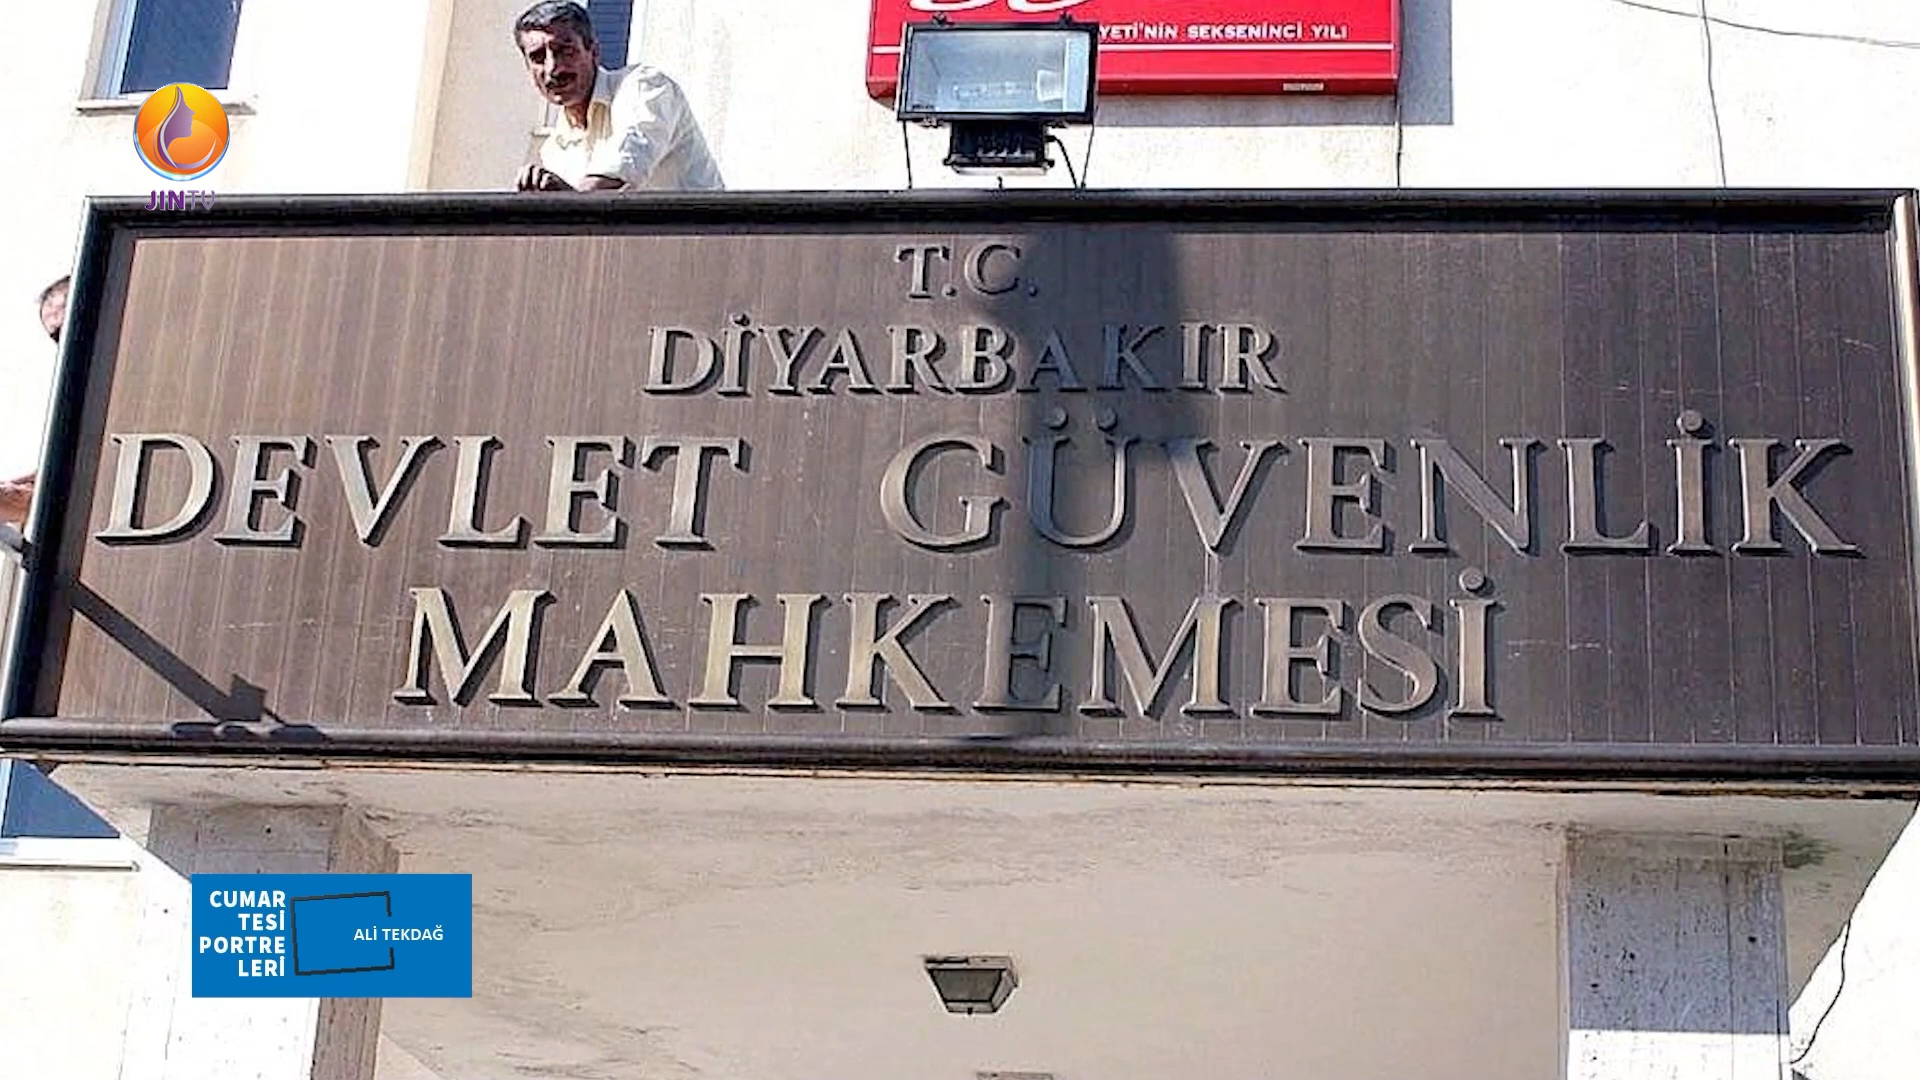 YETİ'NİN SEKSENİNCİ YILI
JINTV
T.C.
DİYARBAKIR
DEVLET GÜVENLİK
MAHKEMESİ
CUMAR
TESİ
PORTRE
LERİ
ALİ TEKDAĞ